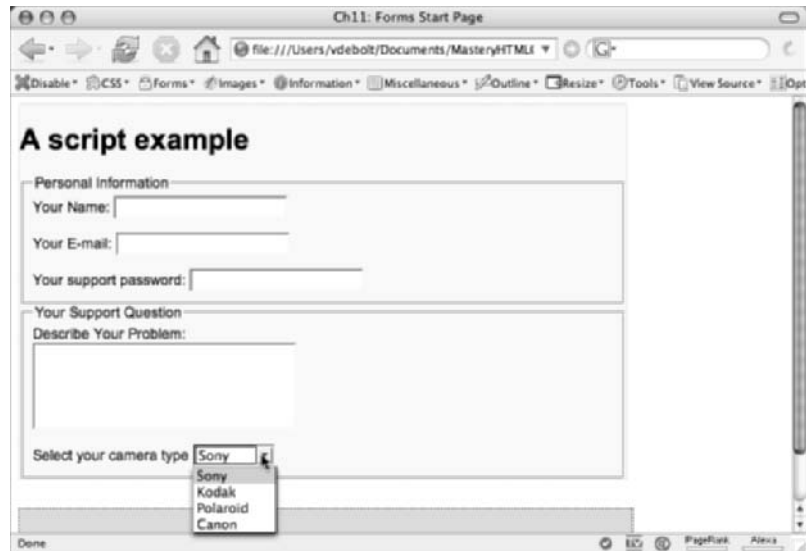 Ch11: Forms Start Page
file:///Users/vdebolt/Documents/MasteryHTML
Disable CSS Forms Images Information Miscellaneous Outline Resize Tools View Source Opt
A script example
Personal Information
Your Name:
Your E-mail:
Your support password:
Your Support Question
Describe Your Problem:
Select your camera type Sony
Sony
Kodak
Polaroid
Canon
Done PageRank Alexa